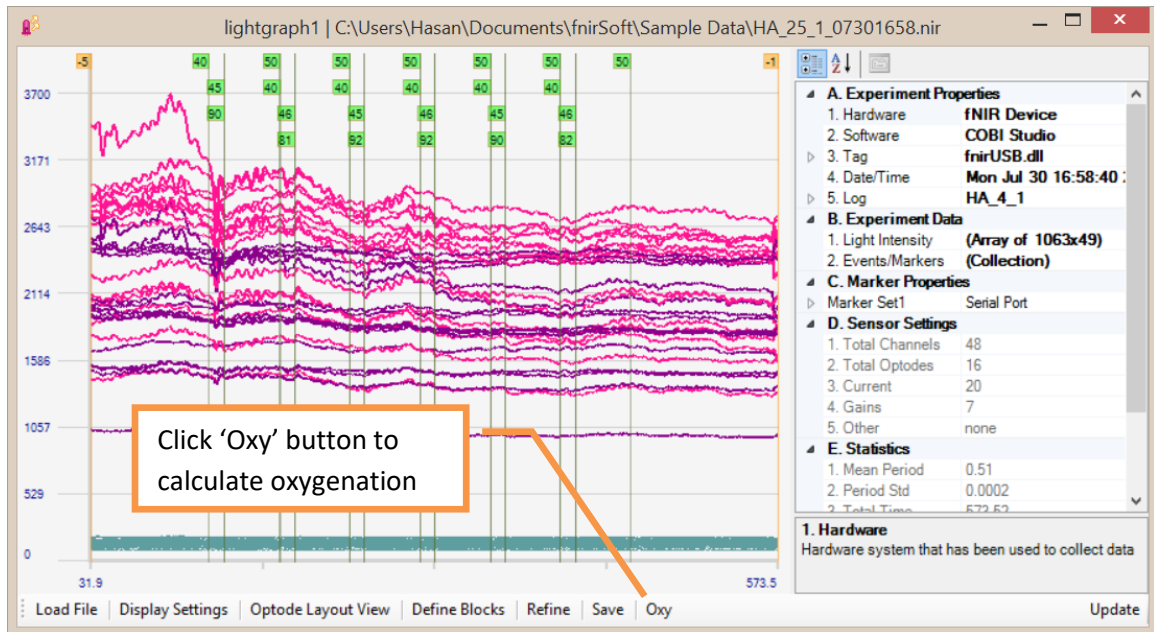 lightgraph1 | C:\Users\Hasan\Documents\fnirSoft\Sample Data\HA_25_1_07301658.nir
-5 40 50 50 50 50 50 50 -1
45 40 40 40 40 40
90 46 45 46 45 46
81 92 92 90 82
3700
3171
2643
2114
1586
1057
529
0
31.9 573.5
Click ‘Oxy’ button to
calculate oxygenation
A. Experiment Properties
1. Hardware fNIR Device
2. Software COBI Studio
3. Tag fnirUSB.dll
4. Date/Time Mon Jul 30 16:58:40
5. Log HA_4_1
B. Experiment Data
1. Light Intensity (Array of 1063x49)
2. Events/Markers (Collection)
C. Marker Properties
Marker Set1 Serial Port
D. Sensor Settings
1. Total Channels 48
2. Total Optodes 16
3. Current 20
4. Gains 7
5. Other none
E. Statistics
1. Mean Period 0.51
2. Period Std 0.0002
3. Total Time 573.52
1. Hardware
Hardware system that has been used to collect data
Load File Display Settings Optode Layout View Define Blocks Refine Save Oxy Update